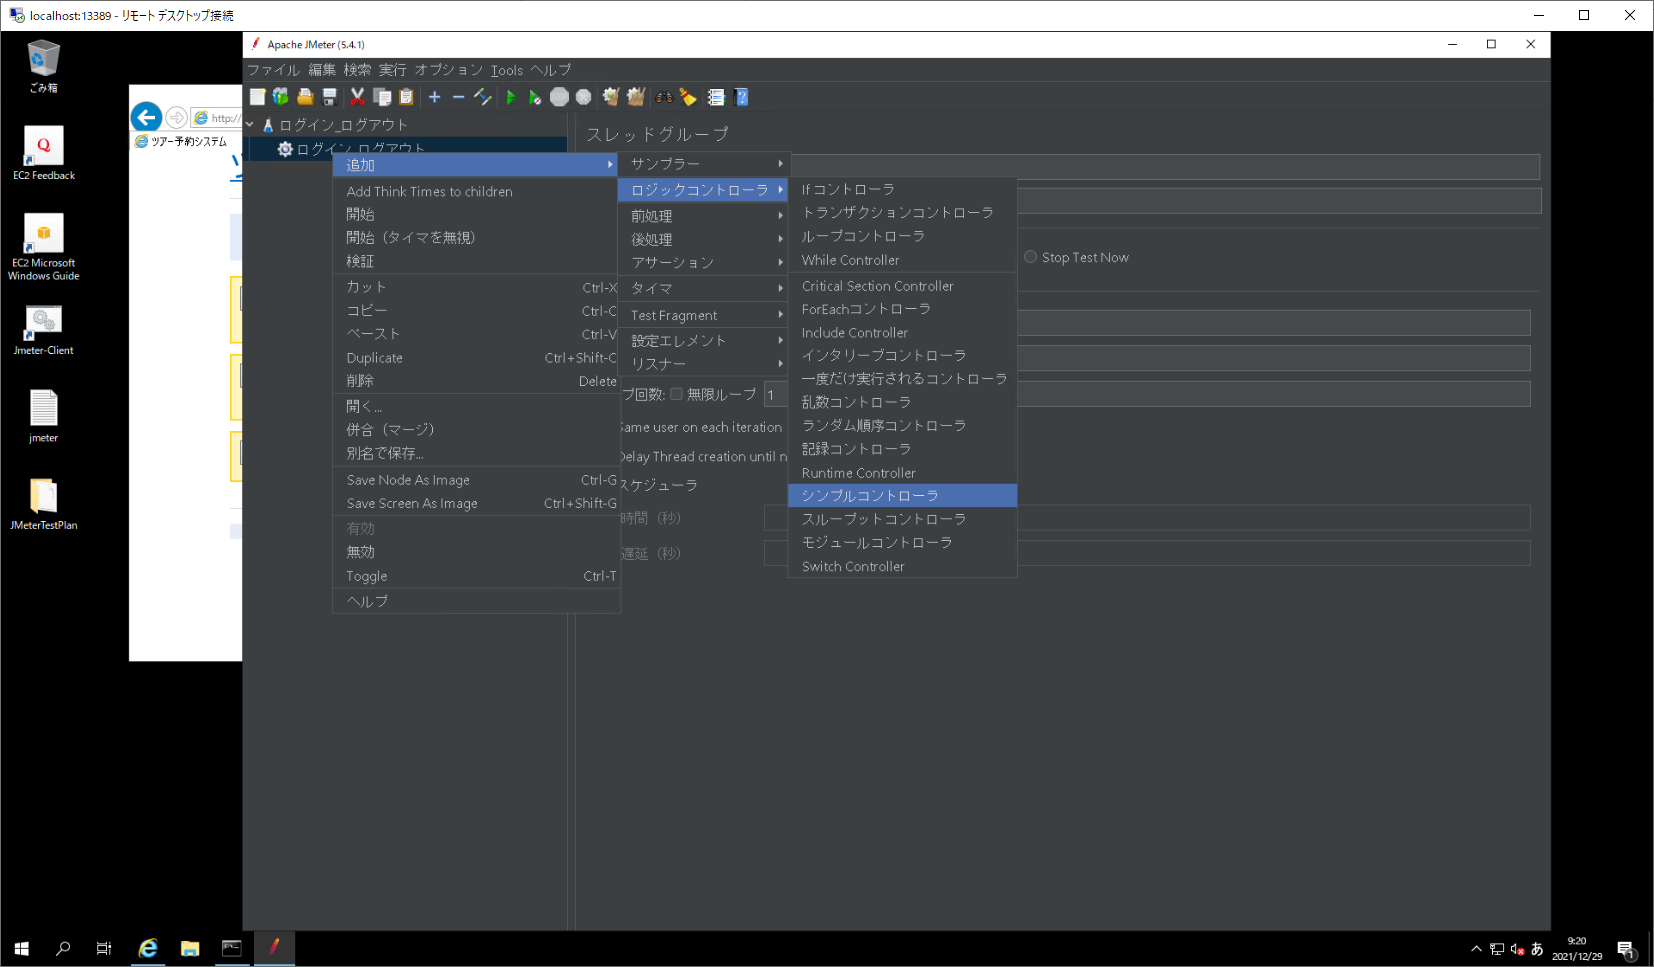 localhost:13389 - リモート デスクトップ接続
ごみ箱
EC2 Feedback
EC2 Microsoft
Windows Guide
Jmeter-Client
jmeter
JMeterTestPlan
http://
ツアー予約システム
Apache JMeter (5.4.1)
ファイル 編集 検索 実行 オプション Tools ヘルプ
ログイン_ログアウト
ログイン_ログアウト
スレッドグループ
追加
Add Think Times to children
開始
開始（タイマを無視）
検証
カット Ctrl-X
コピー Ctrl-C
ペースト Ctrl-V
Duplicate Ctrl+Shift-C
削除 Delete
開く...
併合（マージ）
別名で保存...
Save Node As Image Ctrl-G
Save Screen As Image Ctrl+Shift-G
有効
無効
Toggle Ctrl-T
ヘルプ
サンプラー
ロジックコントローラ
前処理
後処理
アサーション
タイマ
Test Fragment
設定エレメント
リスナー
If コントローラ
トランザクションコントローラ
ループコントローラ
While Controller
Critical Section Controller
ForEachコントローラ
Include Controller
インタリーブコントローラ
一度だけ実行されるコントローラ
乱数コントローラ
ランダム順序コントローラ
記録コントローラ
Runtime Controller
シンプルコントローラ
スループットコントローラ
モジュールコントローラ
Switch Controller
Stop Test Now
プ回数: 無限ループ 1
Same user on each iteration
Delay Thread creation until n
スケジューラ
時間（秒）
遅延（秒）
あ
9:20
2021/12/29
1